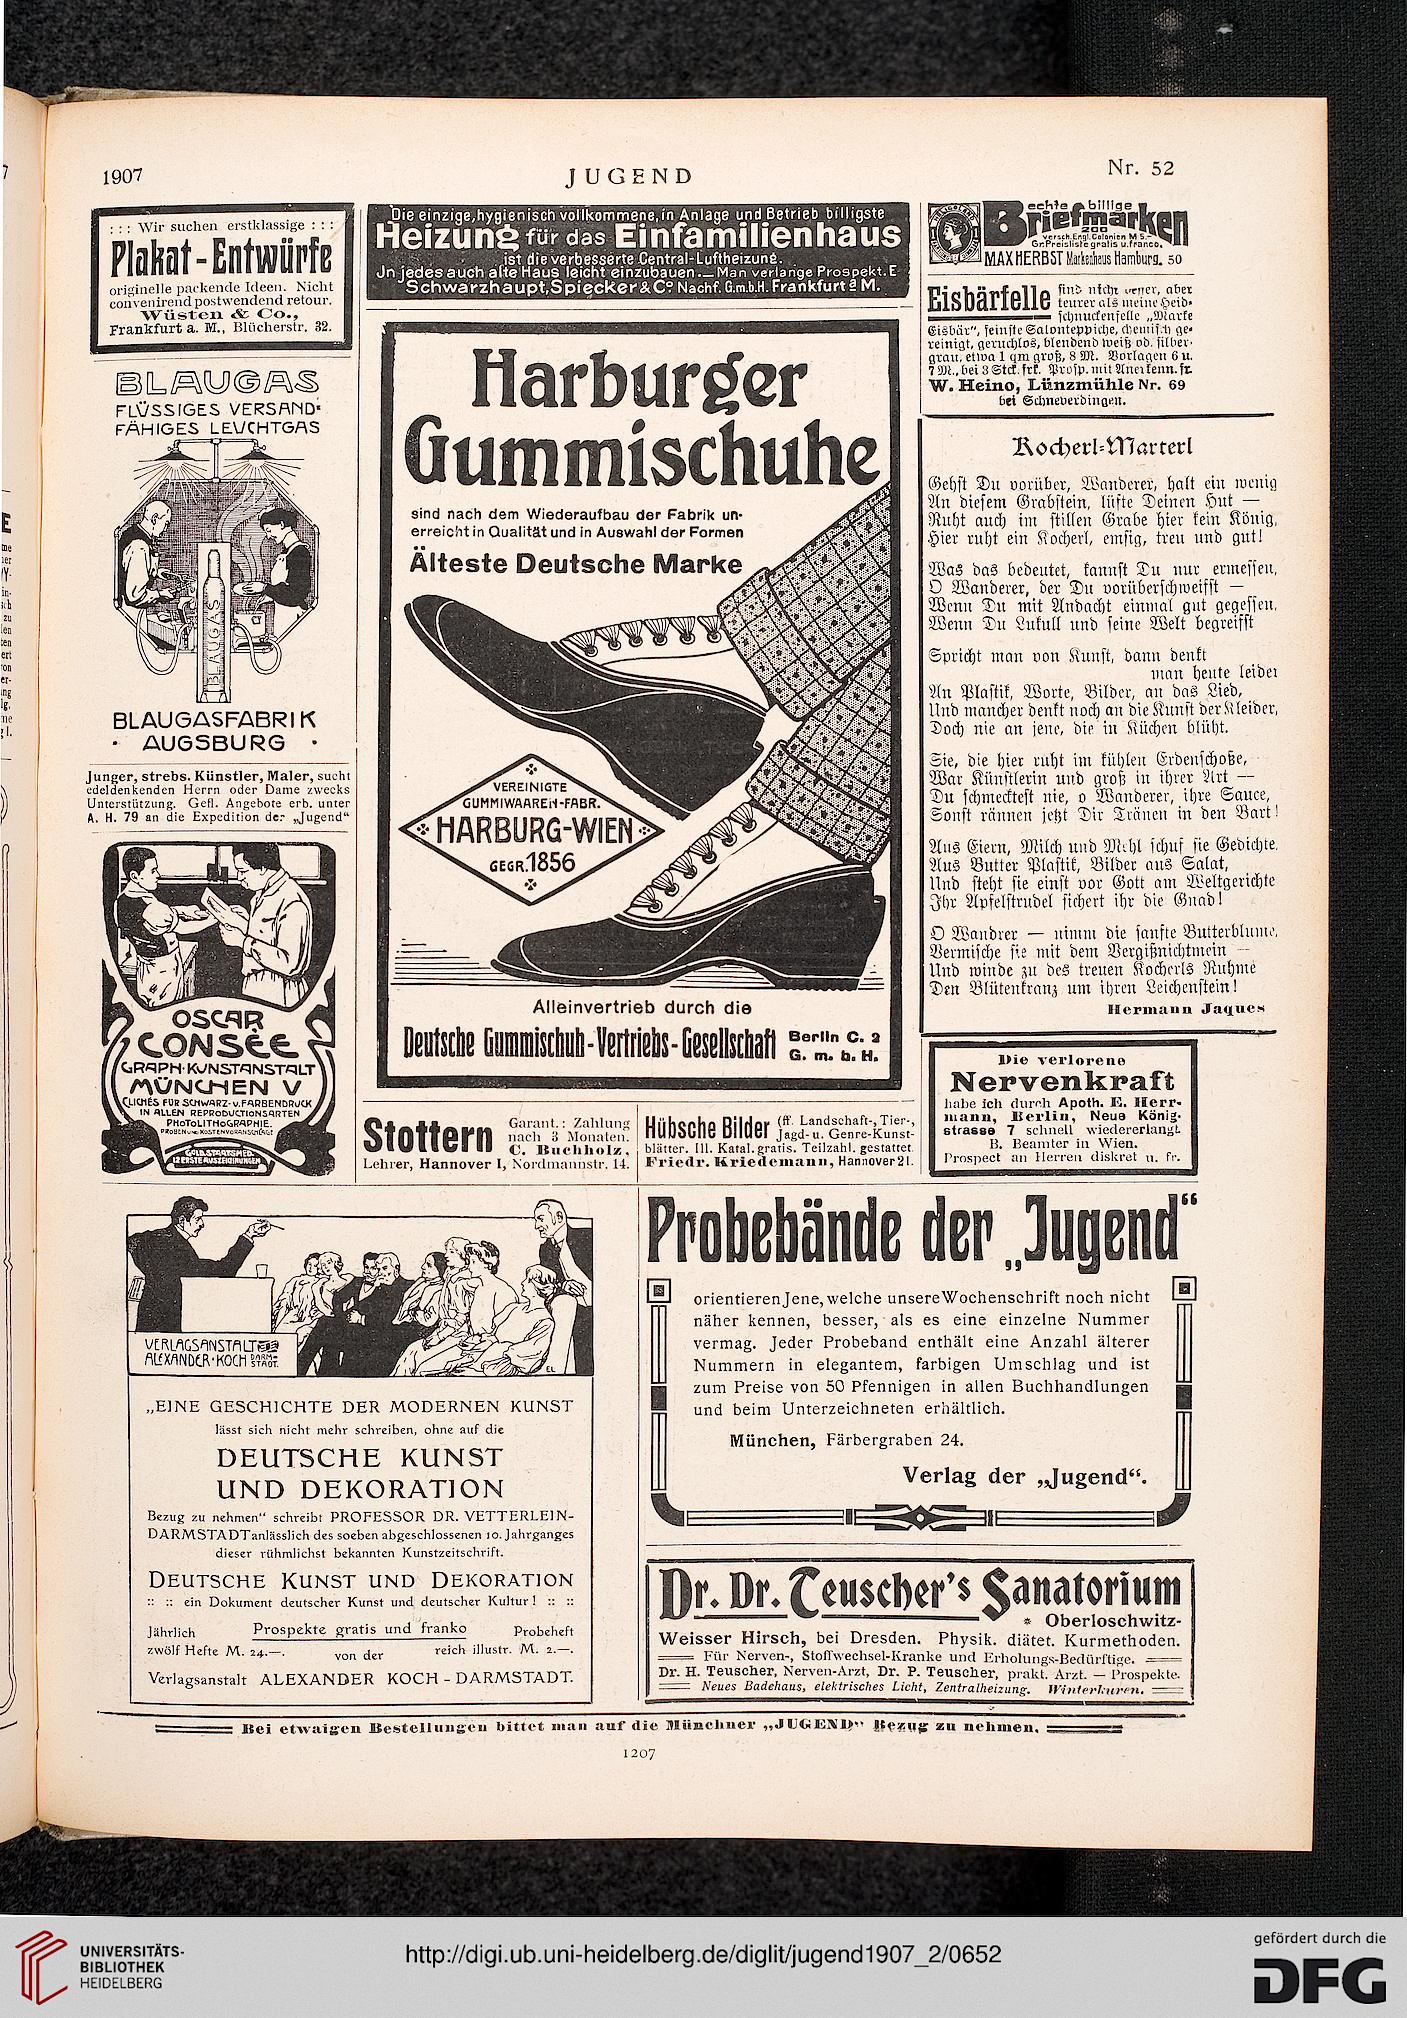 1907
JUGEND
Nr. 52
::: Wir suchen erstklassige :::
Plakat-Entwürfe
originelle packende Ideen. Nicht
convenirend postwendend retour.
Wüsten & Co.,
Frankfurt a. M., Blücherstr. 32.
BLAUGAS
FLÜSSIGES VERSAND-
FÄHIGES LEUCHTGAS
BLAUGAS
BLAUGASFABRIK
· AUGSBURG ·
Junger, strebs. Künstler, Maler, sucht
edeldenkenden Herrn oder Dame zwecks
Unterstützung. Gefl. Angebote erb. unter
A. H. 79 an die Expedition der „Jugend“
OSCAR
CONSÉE
GRAPH·KUNSTANSTALT
MÜNCHEN V
CLICHÉS FÜR SCHWARZ- U. FARBENDRUCK
IN ALLEN REPRODUCTIONSARTEN
PHOTOLITHOGRAPHIE.
PROBEN UND KOSTENVORANSCHLÄGE
GOLD. STAATSMED.
12 ERSTE AUSZEICHNUNGEN
Die einzige, hygienisch vollkommene, in Anlage und Betrieb billigste
Heizung für das Einfamilienhaus
ist die verbesserte Central-Luftheizung.
Jn jedes auch alte Haus leicht einzubauen. — Man verlange Prospekt. E
Schwarzhaupt, Spiecker & Co Nachf. G.m.b.H. Frankfurt a M.
Harburger
Gummischuhe
sind nach dem Wiederaufbau der Fabrik un-
erreicht in Qualität und in Auswahl der Formen
Älteste Deutsche Marke
VEREINIGTE
GUMMIWAAREN-FABR.
HARBURG-WIEN
GEGR. 1856
Alleinvertrieb durch die
Deutsche Gummischuh-Vertriebs-Gesellschaft Berlin C. 2
G. m. b. H.
Stottern Garant.: Zahlung
nach 3 Monaten.
C. Buchholz,
Lehrer, Hannover I, Nordmannstr. 14.
Hübsche Bilder (ff. Landschaft-, Tier-,
Jagd- u. Genre-Kunst-
blätter. Ill. Katal. gratis. Teilzahl. gestattet
Friedr. Kriedemann, Hannover 21.
echte billige
Briefmarken
200
versch. Engl. Colonien M 5.-
Gr. Preisliste gratis u. franco.
MAX HERBST Markenhaus Hamburg. 50
Eisbärfelle sind nicht besser, aber
teurer als meine Heid-
schnuckenfelle „Marke
Eisbär“, feinste Salonteppiche, chemisch ge-
reinigt, geruchlos, blendend weiß od. silber-
grau, etwa 1 qm groß, 8 M. Vorlagen 6 u.
7 M., bei 3 Stck. frk. Prosp. mit Anerkenn. fr.
W. Heino, Lünzmühle Nr. 69
bei Schneverdingen.
Kocherl-Marterl
Gehst Du vorüber, Wanderer, halt ein wenig
An diesem Grabstein, lüfte Deinen Hut —
Ruht auch im stillen Grabe hier kein König,
Hier ruht ein Kocherl, emsig, treu und gut!
Was das bedeutet, kannst Du nur ermessen,
O Wanderer, der Du vorüberschweifst —
Wenn Du mit Andacht einmal gut gegessen,
Wenn Du Lukull und seine Welt begreifst
Spricht man von Kunst, dann denkt
man heute leider
An Plastik, Worte, Bilder, an das Lied,
Und mancher denkt noch an die Kunst der Kleider,
Doch nie an jene, die in Küchen blüht.
Sie, die hier ruht im kühlen Erdenschoße,
War Künstlerin und groß in ihrer Art —
Du schmecktest nie, o Wanderer, ihre Sauce,
Sonst rännen jetzt Dir Tränen in den Bart!
Aus Eiern, Milch und Mehl schuf sie Gedichte,
Aus Butter Plastik, Bilder aus Salat,
Und steht sie einst vor Gott am Weltgerichte
Ihr Apfelstrudel sichert ihr die Gnad!
O Wandrer — nimm die sanfte Butterblume,
Vermische sie mit dem Vergißnichtmein —
Und winde zu des treuen Kocherls Ruhme
Den Blütenkranz um ihren Leichenstein!
Hermann Jaques
Die verlorene
Nervenkraft
habe ich durch Apoth. E. Herr-
mann, Berlin, Neue König-
strasse 7 schnell wiedererlangt.
B. Beamter in Wien.
Prospect an Herren diskret u. fr.
VERLAGSANSTALT
ALEXANDER·KOCH DARM-
STADT.
EL
„EINE GESCHICHTE DER MODERNEN KUNST
lässt sich nicht mehr schreiben, ohne auf die
DEUTSCHE KUNST
UND DEKORATION
Bezug zu nehmen“ schreibt PROFESSOR DR. VETTERLEIN-
DARMSTADT anlässlich des soeben abgeschlossenen 10. Jahrganges
dieser rühmlichst bekannten Kunstzeitschrift.
DEUTSCHE KUNST UND DEKORATION
:: :: ein Dokument deutscher Kunst und deutscher Kultur! :: ::
Jährlich Prospekte gratis und franko Probeheft
zwölf Hefte M. 24.—. von der reich illustr. M. 2.—.
Verlagsanstalt ALEXANDER KOCH - DARMSTADT.
Probebände der „Jugend“
orientieren Jene, welche unsere Wochenschrift noch nicht
näher kennen, besser, als es eine einzelne Nummer
vermag. Jeder Probeband enthält eine Anzahl älterer
Nummern in elegantem, farbigen Umschlag und ist
zum Preise von 50 Pfennigen in allen Buchhandlungen
und beim Unterzeichneten erhältlich.
München, Färbergraben 24.
Verlag der „Jugend“.
Dr. Dr. Teuscher's Sanatorium
* Oberloschwitz-
Weisser Hirsch, bei Dresden. Physik. diätet. Kurmethoden.
Für Nerven-, Stoffwechsel-Kranke und Erholungs-Bedürftige.
Dr. H. Teuscher, Nerven-Arzt, Dr. P. Teuscher, prakt. Arzt. — Prospekte.
Neues Badehaus, elektrisches Licht, Zentralheizung. Winterkuren.
Bei etwaigen Bestellungen bittet man auf die Münchner „JUGEND“ Bezug zu nehmen.
1207
UNIVERSITÄTS-
BIBLIOTHEK
HEIDELBERG
http://digi.ub.uni-heidelberg.de/diglit/jugend1907_2/0652
gefördert durch die
DFG